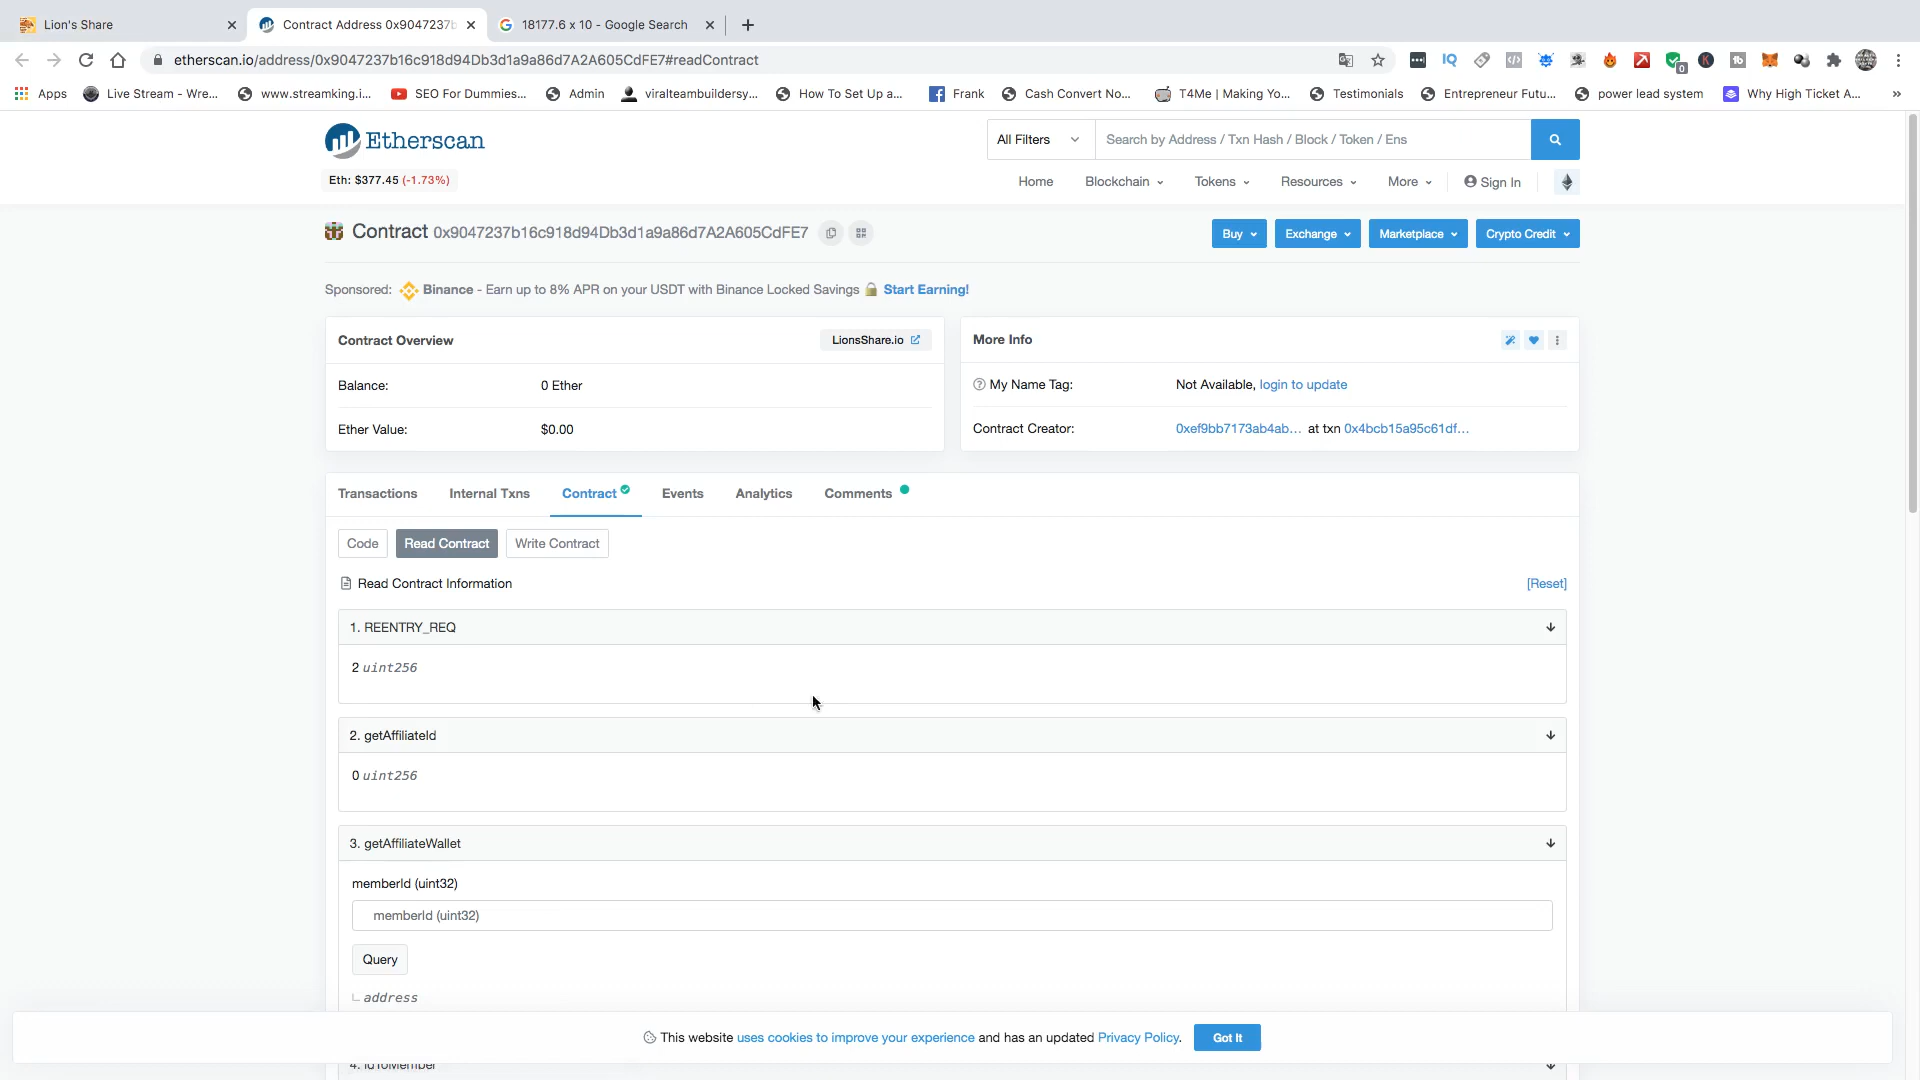 Lion's Share
Contract Address 0x9047237b
18177.6 x 10 - Google Search
etherscan.io/address/0x9047237b16c918d94Db3d1a9a86d7A2A605CdFE7#readContract
Apps
Live Stream - Wre...
www.streamking.i...
SEO For Dummies...
Admin
viralteambuildersy...
How To Set Up a...
Frank
Cash Convert No...
T4Me | Making Yo...
Testimonials
Entrepreneur Futu...
power lead system
Why High Ticket A...
»
Etherscan
All Filters
Search by Address / Txn Hash / Block / Token / Ens
Eth: $377.45 (-1.73%)
Home
Blockchain
Tokens
Resources
More
Sign In
Contract 0x9047237b16c918d94Db3d1a9a86d7A2A605CdFE7
Buy
Exchange
Marketplace
Crypto Credit
Sponsored: Binance - Earn up to 8% APR on your USDT with Binance Locked Savings Start Earning!
Contract Overview
LionsShare.io
Balance:
0 Ether
Ether Value:
$0.00
More Info
My Name Tag:
Not Available, login to update
Contract Creator:
0xef9bb7173ab4ab... at txn 0x4bcb15a95c61df...
Transactions
Internal Txns
Contract
Events
Analytics
Comments
Code
Read Contract
Write Contract
Read Contract Information
[Reset]
1. REENTRY_REQ
2 uint256
2. getAffiliateId
0 uint256
3. getAffiliateWallet
memberId (uint32)
memberId (uint32)
Query
address
This website uses cookies to improve your experience and has an updated Privacy Policy.
Got It
4. idToMember